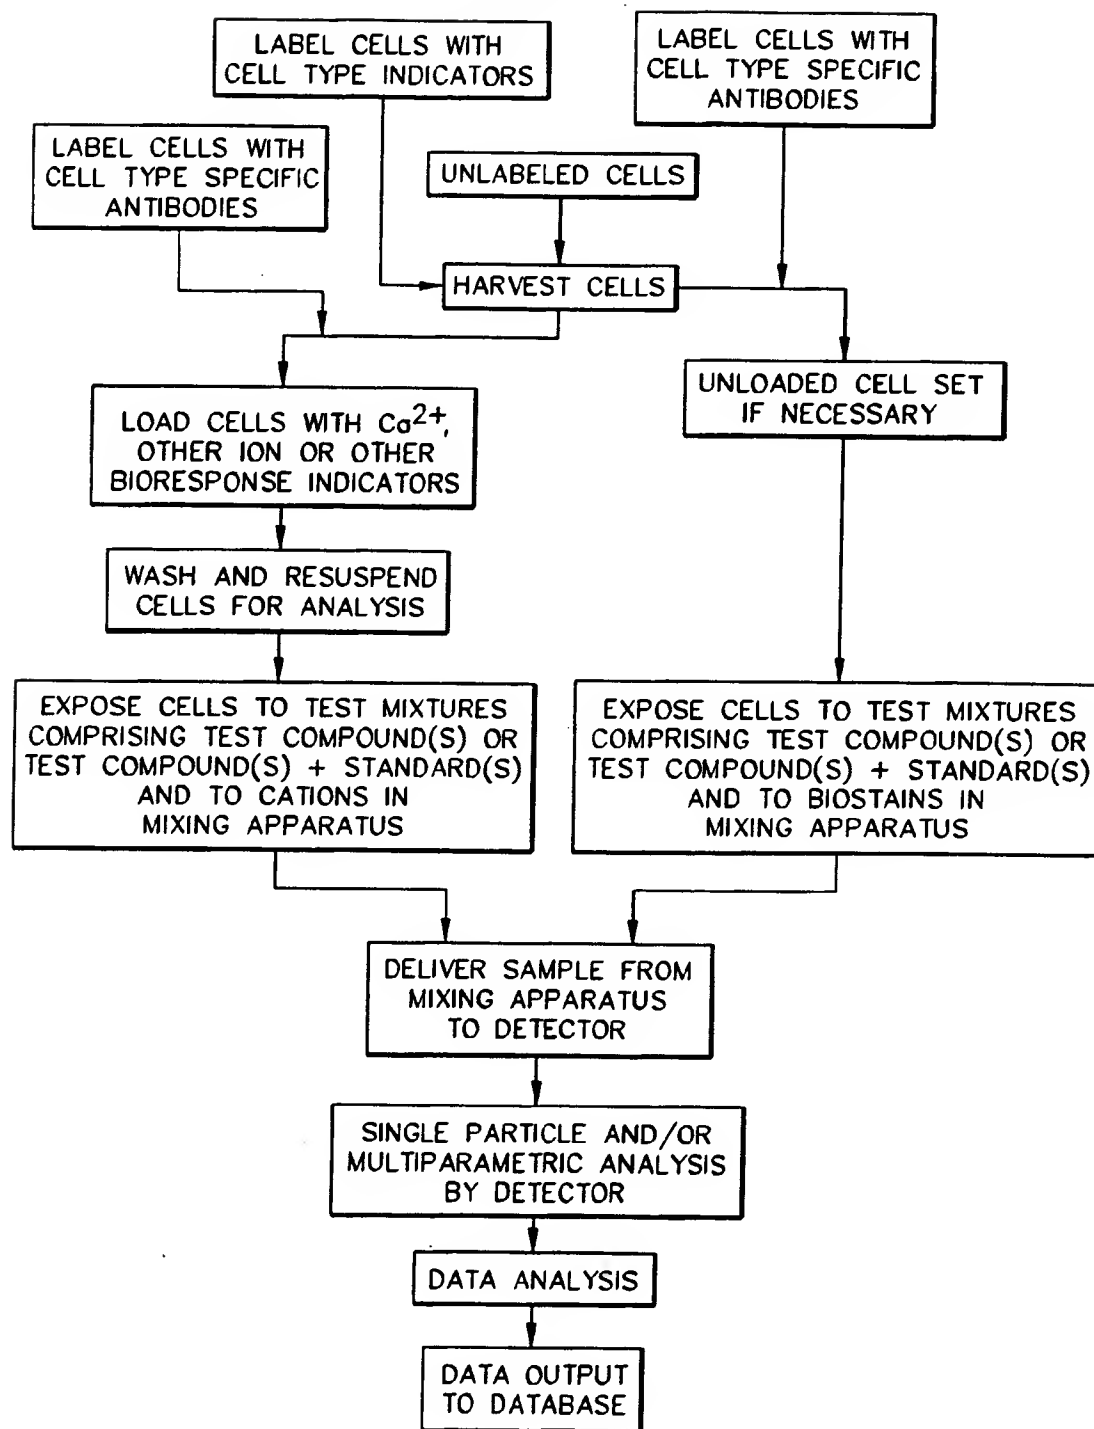 LABEL CELLS WITH
CELL TYPE INDICATORS
LABEL CELLS WITH
CELL TYPE SPECIFIC
ANTIBODIES
LABEL CELLS WITH
CELL TYPE SPECIFIC
ANTIBODIES
UNLABELED CELLS
HARVEST CELLS
UNLOADED CELL SET
IF NECESSARY
LOAD CELLS WITH Ca2+,
OTHER ION OR OTHER
BIORESPONSE INDICATORS
WASH AND RESUSPEND
CELLS FOR ANALYSIS
EXPOSE CELLS TO TEST MIXTURES
COMPRISING TEST COMPOUND(S) OR
TEST COMPOUND(S) + STANDARD(S)
AND TO CATIONS IN
MIXING APPARATUS
EXPOSE CELLS TO TEST MIXTURES
COMPRISING TEST COMPOUND(S) OR
TEST COMPOUND(S) + STANDARD(S)
AND TO BIOSTAINS IN
MIXING APPARATUS
DELIVER SAMPLE FROM
MIXING APPARATUS
TO DETECTOR
SINGLE PARTICLE AND/OR
MULTIPARAMETRIC ANALYSIS
BY DETECTOR
DATA ANALYSIS
DATA OUTPUT
TO DATABASE